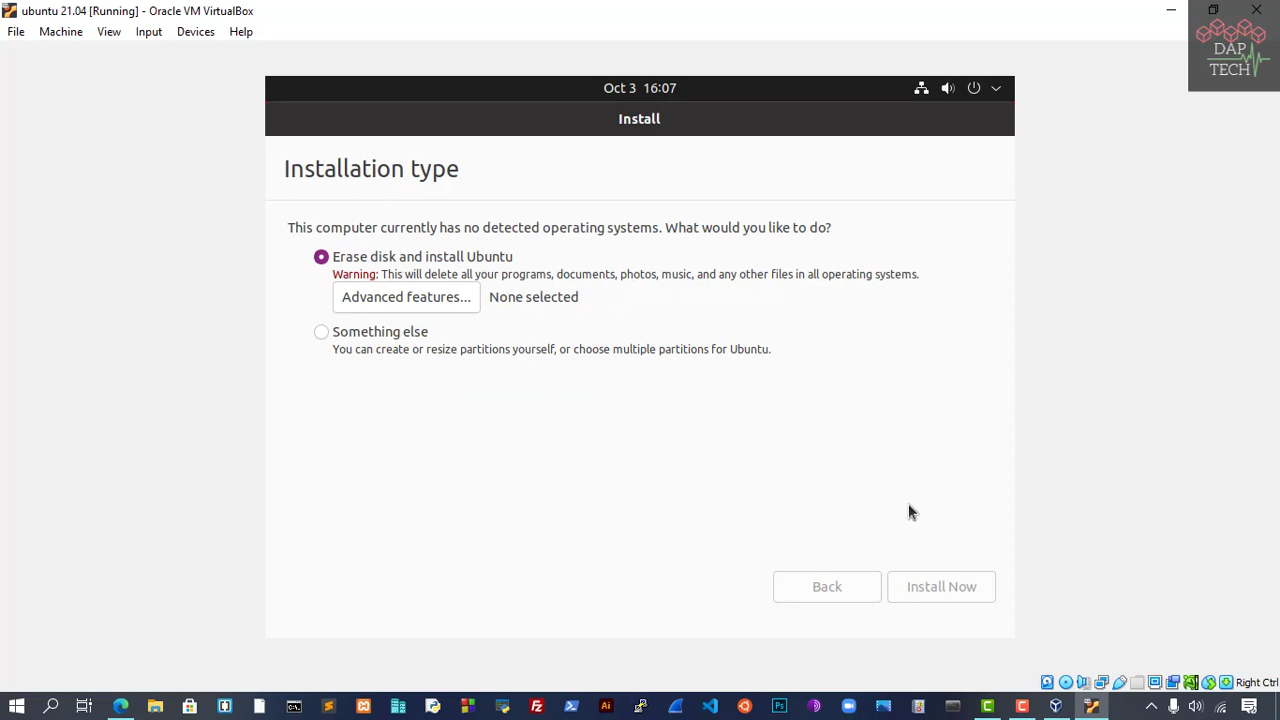 ubuntu 21.04 [Running] - Oracle VM VirtualBox
File Machine View Input Devices Help
DAP
TECH
Oct 3 16:07
Install
Installation type
This computer currently has no detected operating systems. What would you like to do?
Erase disk and install Ubuntu
Warning: This will delete all your programs, documents, photos, music, and any other files in all operating systems.
Advanced features... None selected
Something else
You can create or resize partitions yourself, or choose multiple partitions for Ubuntu.
Back Install Now
Right Ctrl